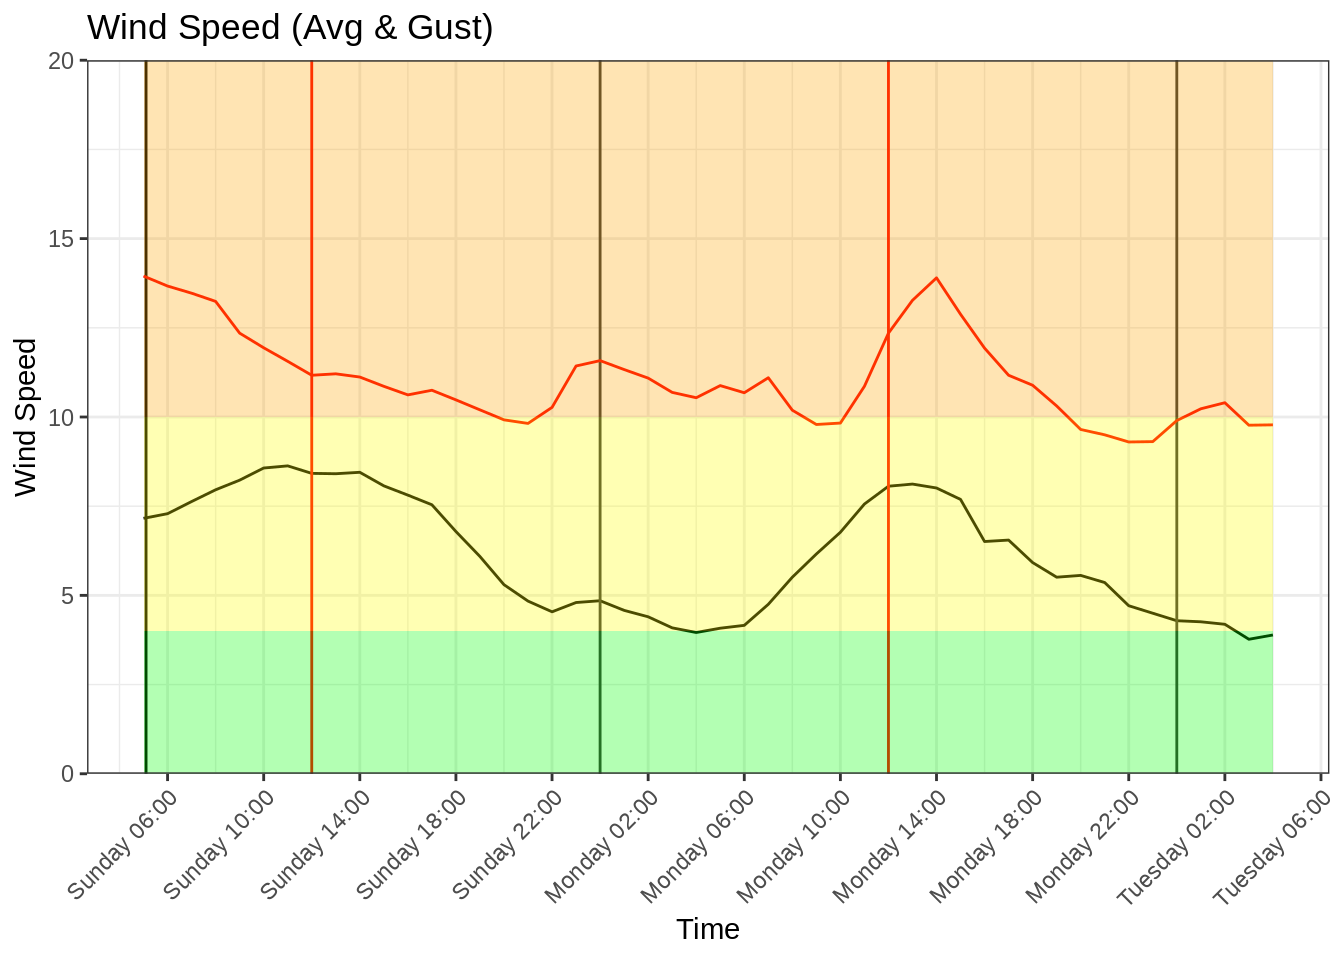 Wind Speed (Avg & Gust)
20
15
10
5
0
Wind Speed
Sunday 06:00
Sunday 10:00
Sunday 14:00
Sunday 18:00
Sunday 22:00
Monday 02:00
Monday 06:00
Monday 10:00
Monday 14:00
Monday 18:00
Monday 22:00
Tuesday 02:00
Tuesday 06:00
Time